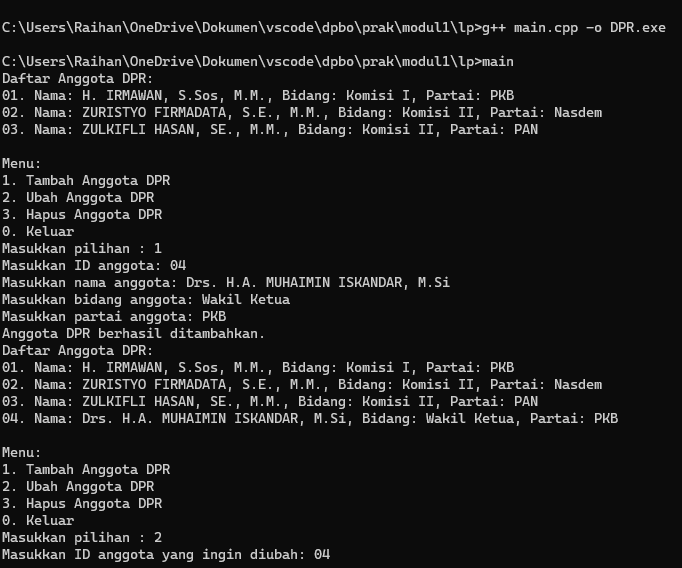 C:\Users\Raihan\OneDrive\Dokumen\vscode\dpbo\prak\modul1\lp>g++ main.cpp -o DPR.exe
C:\Users\Raihan\OneDrive\Dokumen\vscode\dpbo\prak\modul1\lp>main
Daftar Anggota DPR:
01. Nama: H. IRMAWAN, S.Sos, M.M., Bidang: Komisi I, Partai: PKB
02. Nama: ZURISTYO FIRMADATA, S.E., M.M., Bidang: Komisi II, Partai: Nasdem
03. Nama: ZULKIFLI HASAN, SE., M.M., Bidang: Komisi II, Partai: PAN
Menu:
1. Tambah Anggota DPR
2. Ubah Anggota DPR
3. Hapus Anggota DPR
0. Keluar
Masukkan pilihan : 1
Masukkan ID anggota: 04
Masukkan nama anggota: Drs. H.A. MUHAIMIN ISKANDAR, M.Si
Masukkan bidang anggota: Wakil Ketua
Masukkan partai anggota: PKB
Anggota DPR berhasil ditambahkan.
Daftar Anggota DPR:
01. Nama: H. IRMAWAN, S.Sos, M.M., Bidang: Komisi I, Partai: PKB
02. Nama: ZURISTYO FIRMADATA, S.E., M.M., Bidang: Komisi II, Partai: Nasdem
03. Nama: ZULKIFLI HASAN, SE., M.M., Bidang: Komisi II, Partai: PAN
04. Nama: Drs. H.A. MUHAIMIN ISKANDAR, M.Si, Bidang: Wakil Ketua, Partai: PKB
Menu:
1. Tambah Anggota DPR
2. Ubah Anggota DPR
3. Hapus Anggota DPR
0. Keluar
Masukkan pilihan : 2
Masukkan ID anggota yang ingin diubah: 04